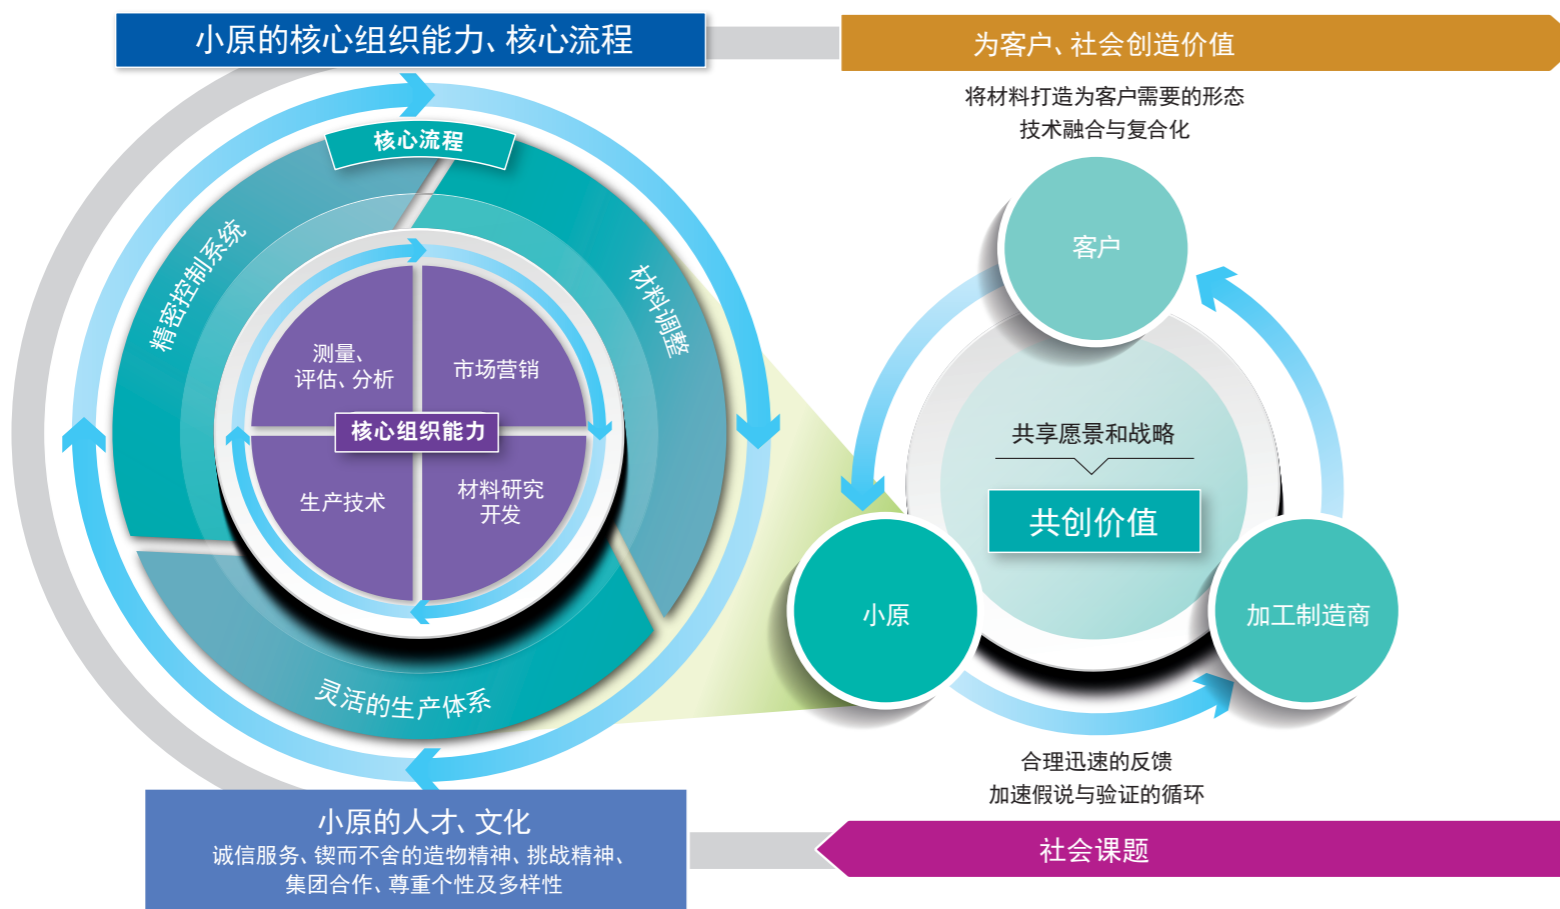 小原的核心组织能力、核心流程
核心流程
精密控制系统
材料调整
灵活的生产体系
测量、
评估、分析
市场营销
核心组织能力
生产技术
材料研究
开发
小原的人才、文化
诚信服务、锲而不舍的造物精神、挑战精神、
集团合作、尊重个性及多样性
为客户、社会创造价值
将材料打造为客户需要的形态
技术融合与复合化
客户
共享愿景和战略
共创价值
小原
加工制造商
合理迅速的反馈
加速假说与验证的循环
社会课题